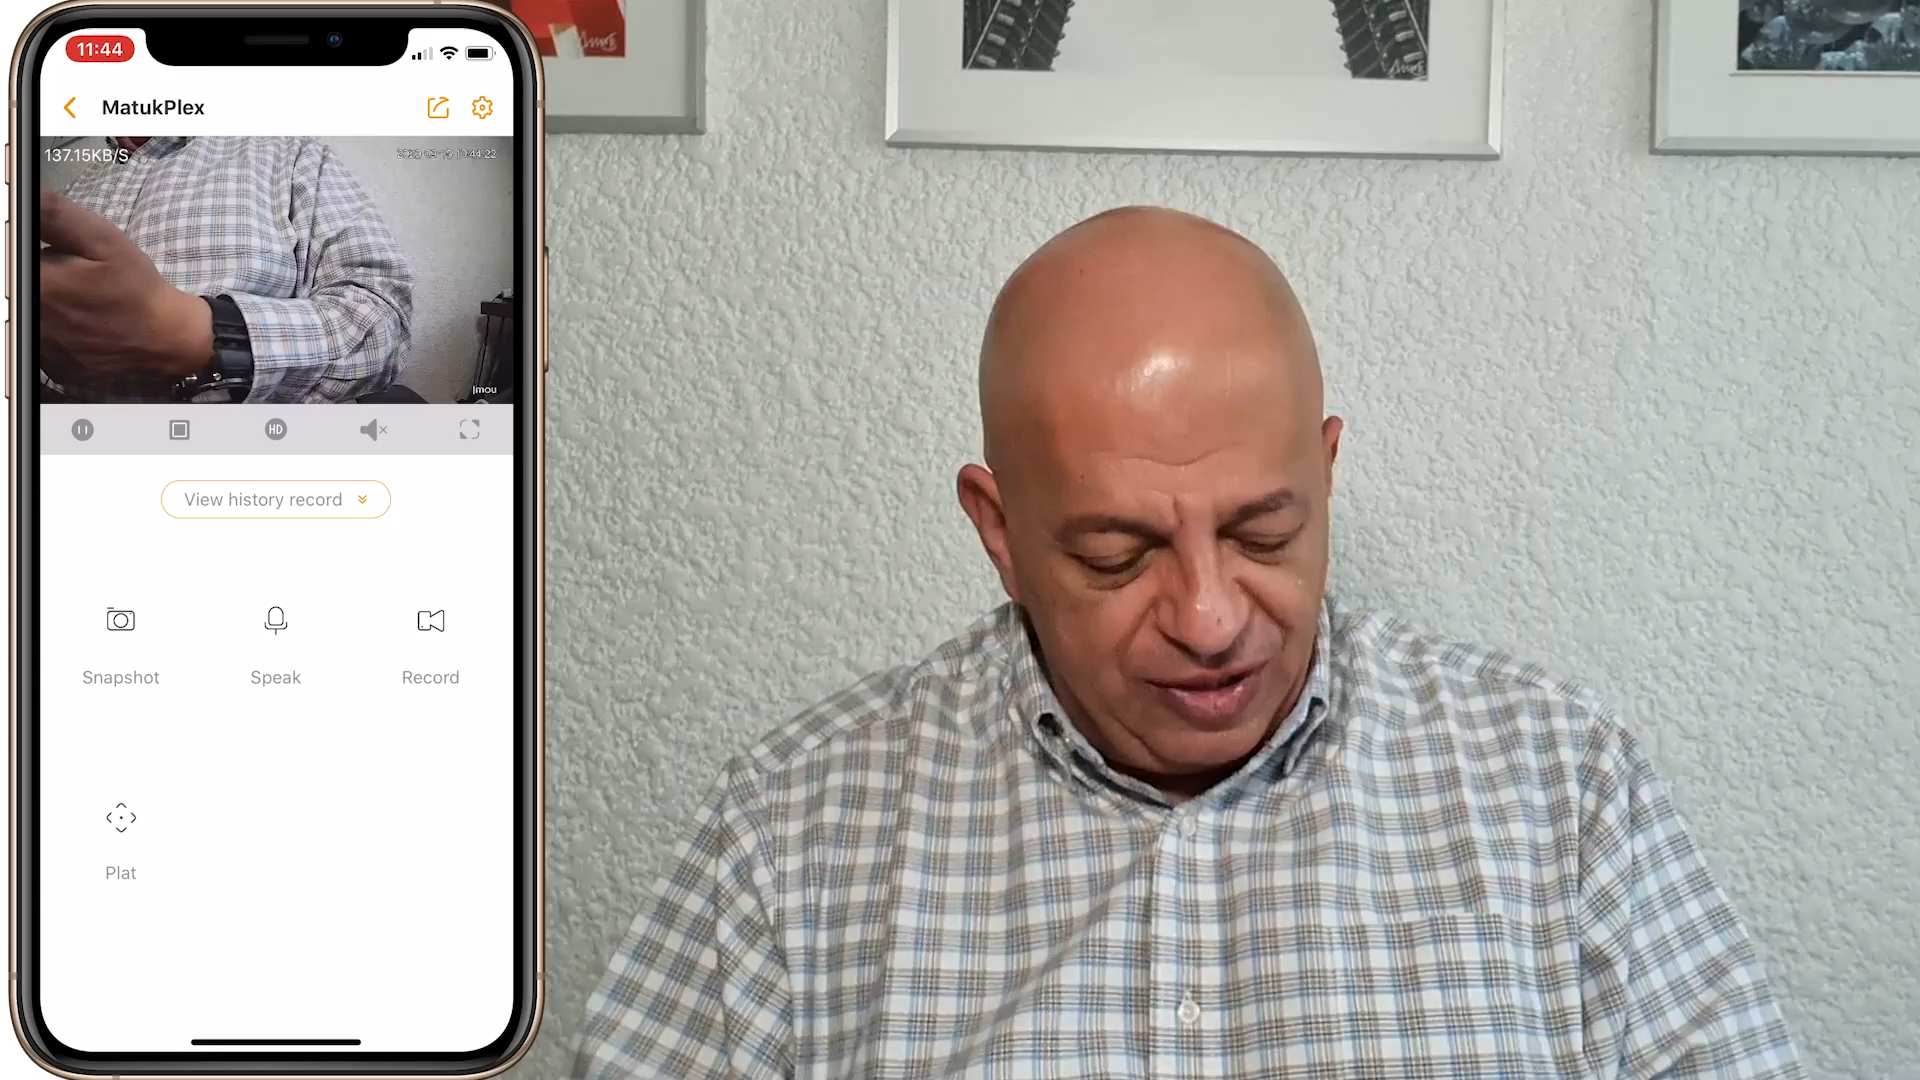 11:44
MatukPlex
137.15KB/S
imou
HD
View history record
Snapshot
Speak
Record
Plat